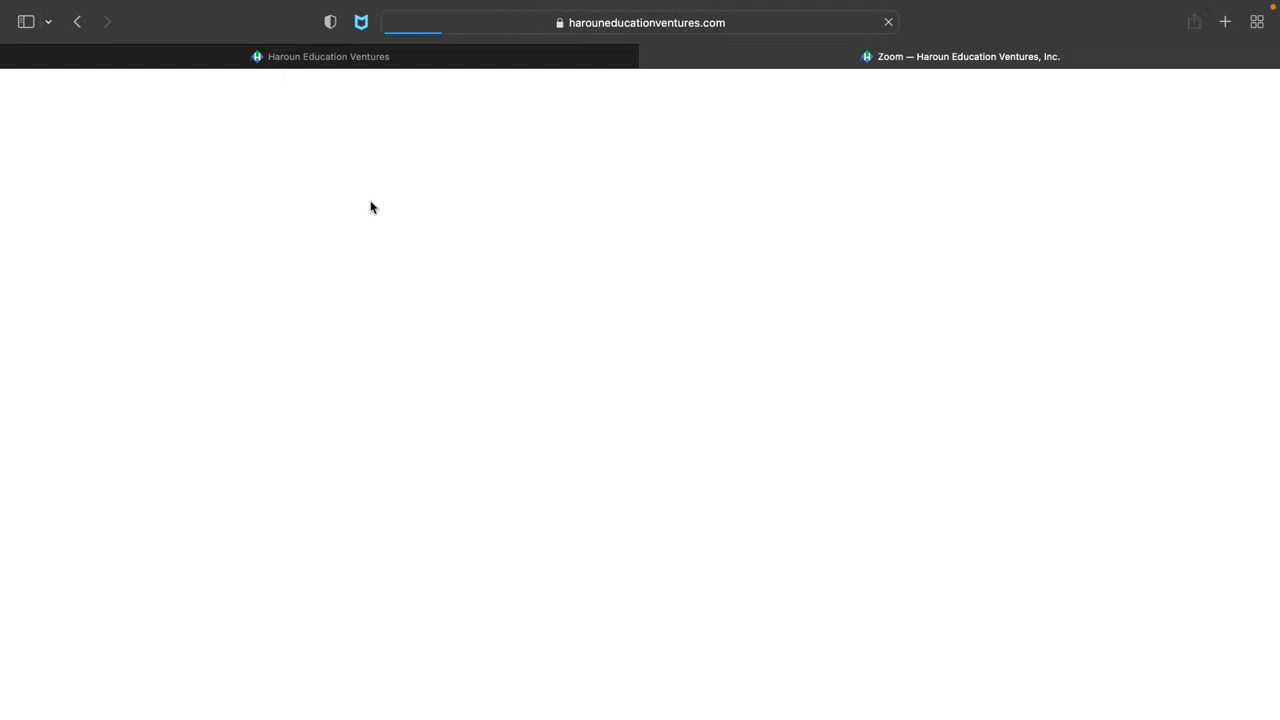 harouneducationventures.com
Haroun Education Ventures
Zoom — Haroun Education Ventures, Inc.